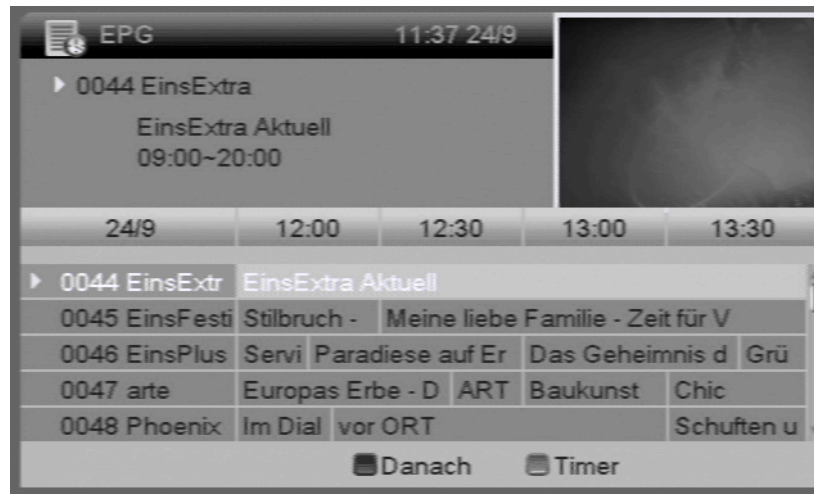 EPG 11:37 24/9
0044 EinsExtra
EinsExtra Aktuell
09:00~20:00
24/9 12:00 12:30 13:00 13:30
0044 EinsExtr EinsExtra Aktuell
0045 EinsFesti Stilbruch - Meine liebe Familie - Zeit für V
0046 EinsPlus Servi Paradiese auf Er Das Geheimnis d Grü
0047 arte Europas Erbe - D ART Baukunst Chic
0048 Phoenix Im Dial vor ORT Schuften u
Danach Timer